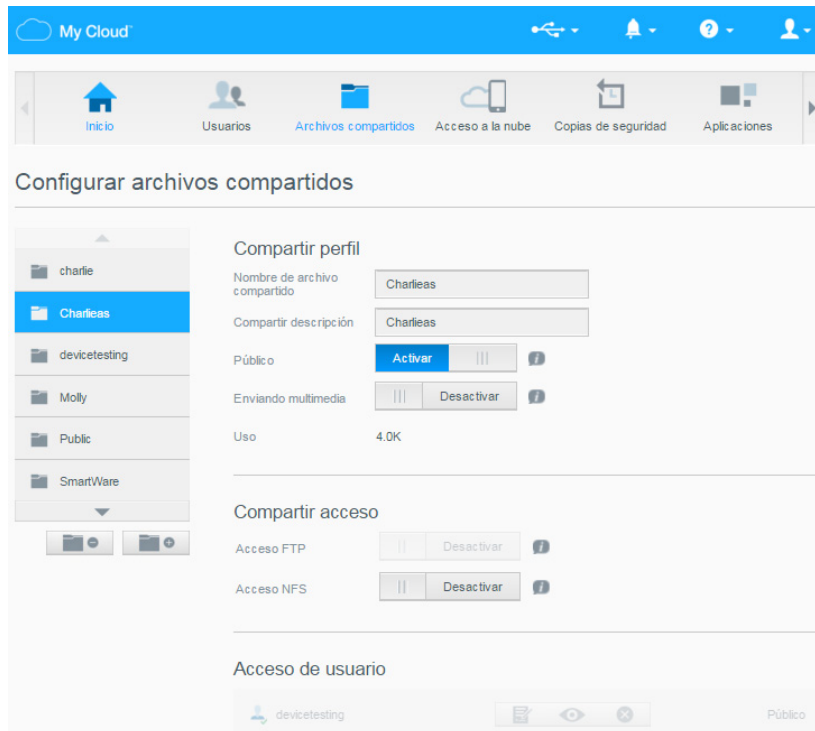 My Cloud™
Inicio
Usuarios
Archivos compartidos
Acceso a la nube
Copias de seguridad
Aplicaciones
Configurar archivos compartidos
charlie
Charlieas
devicetesting
Molly
Public
SmartWare
Compartir perfil
Nombre de archivo
compartido
Charlieas
Compartir descripción
Charlieas
Público
Activar
Enviando multimedia
Desactivar
Uso
4.0K
Compartir acceso
Acceso FTP
Desactivar
Acceso NFS
Desactivar
Acceso de usuario
devicetesting
Público